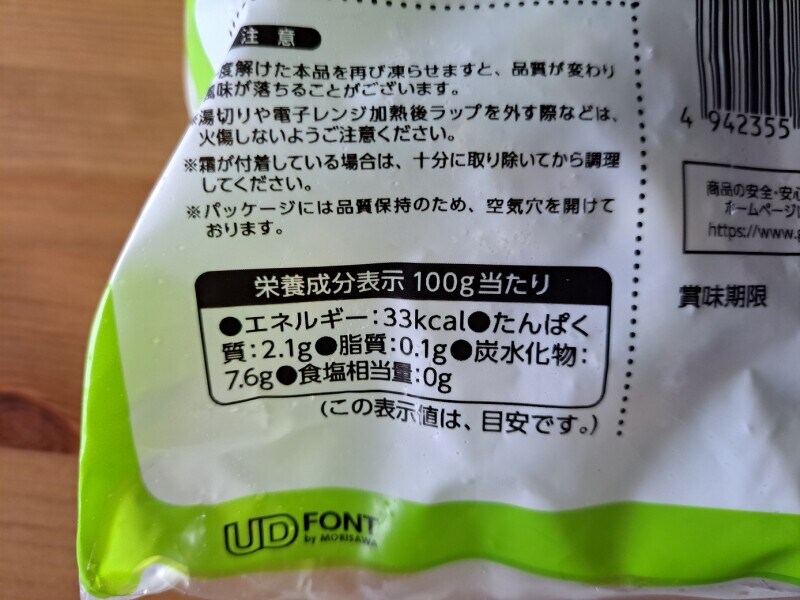 注意
度解けた本品を再び凍らせますと、品質が変わり
風味が落ちることがございます。
※湯切りや電子レンジ加熱後ラップを外す際などは、
火傷しないようご注意ください。
※霜が付着している場合は、十分に取り除いてから調理
してください。
※パッケージには品質保持のため、空気穴を開けて
おります。
栄養成分表示 100g当たり
●エネルギー:33kcal●たんぱく
質:2.1g●脂質:0.1g●炭水化物:
7.6g●食塩相当量:0g
(この表示値は、目安です。)
4 942355
商品の安全・安心
ホームページ
https://www.
賞味期限
UD FONT
by MORISAWA